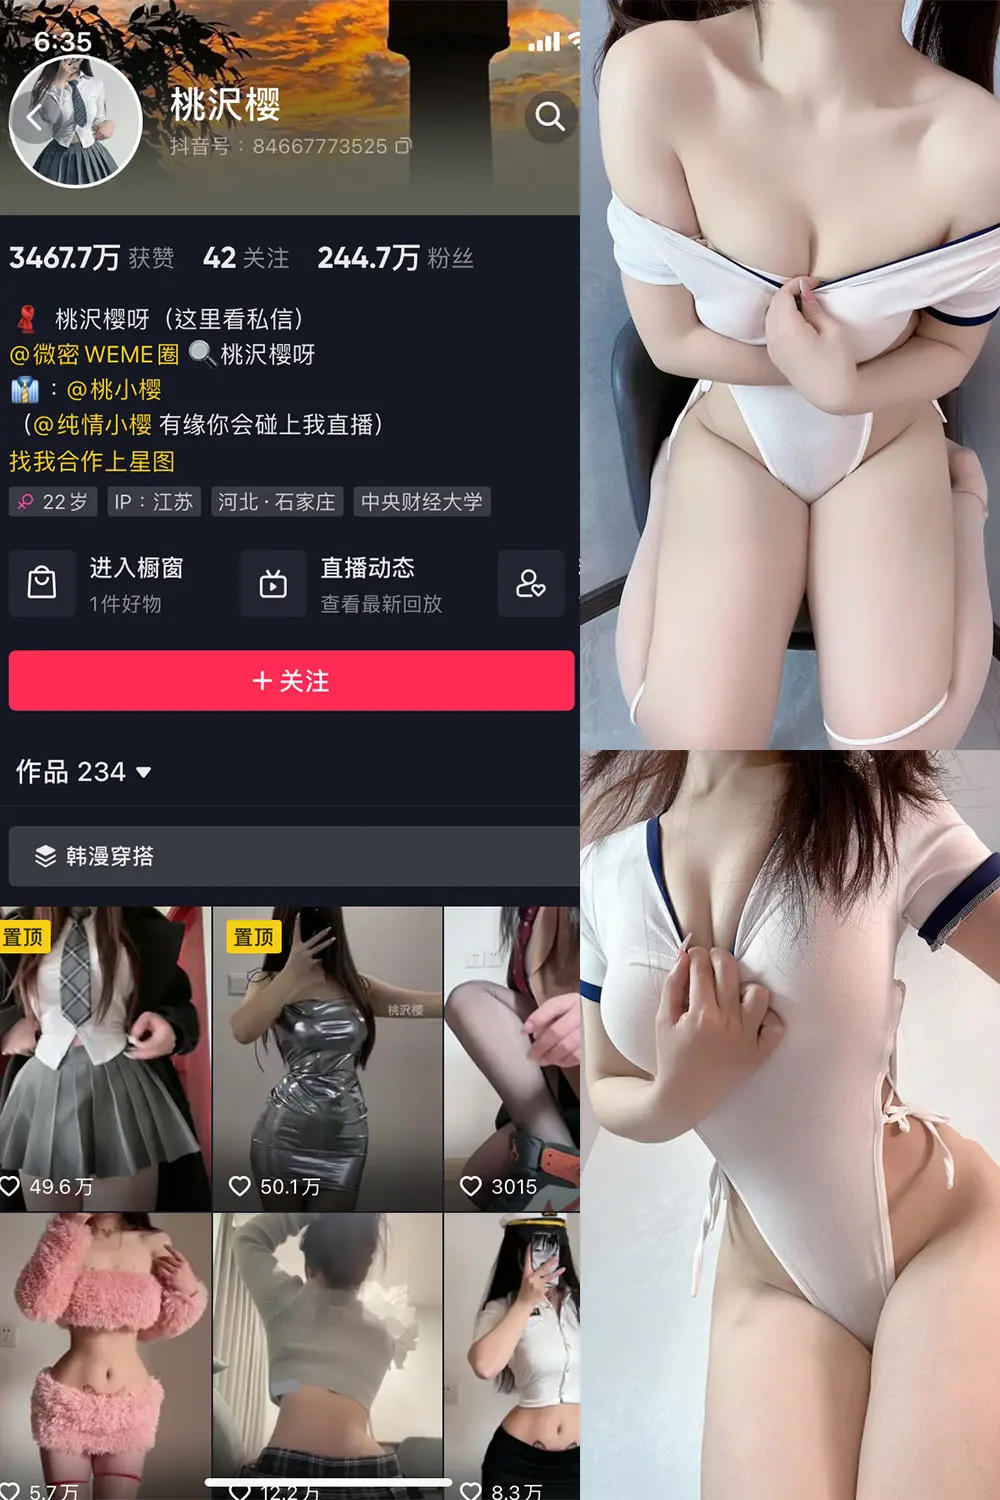 6:35
桃沢樱
抖音号：84667773525
3467.7万 获赞 42 关注 244.7万 粉丝
桃沢樱呀（这里看私信）
@微密 WEME圈 桃沢樱呀
：@桃小樱
（@纯情小樱 有缘你会碰上我直播）
找我合作上星图
22岁 IP：江苏 河北·石家庄 中央财经大学
进入橱窗 直播动态
1件好物 查看最新回放
+ 关注
作品 234
韩漫穿搭
置顶 置顶
桃沢樱
49.6万 50.1万 3015
5.7万 12.2万 8.3万